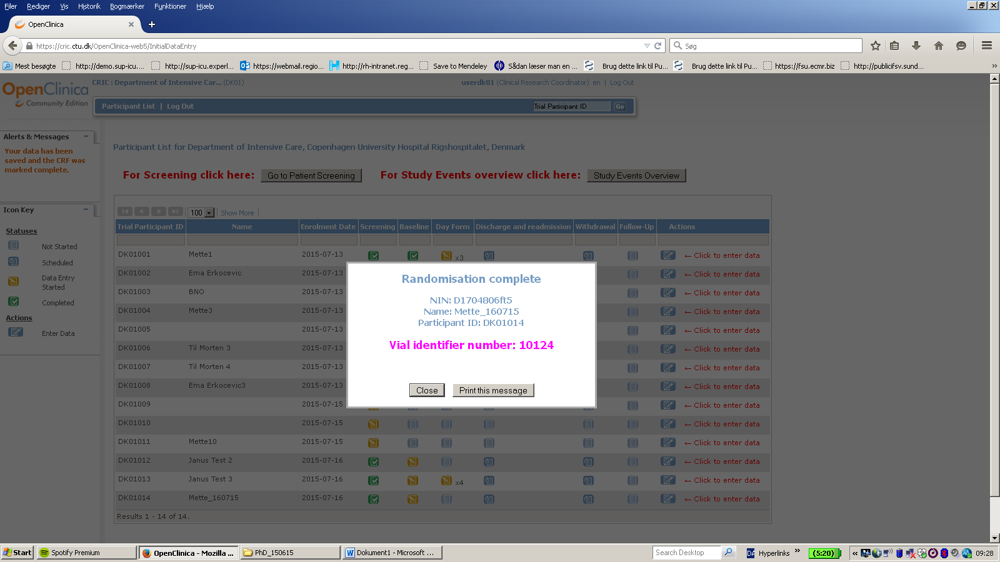 Filer Rediger Vis Historik Bogmærker Funktioner Hjælp
OpenClinica
https://cric.ctu.dk/OpenClinica-web5/InitialDataEntry
Søg
Mest besøgte http://demo.sup-icu.... http://sup-icu.experl... https://webmail.regio... http://rh-intranet.reg... Save to Mendeley Sådan læser man en ... Brug dette link til Pu... Brug dette link til Pu... https://fsu.ecmr.biz http://publicifsv.sund... »
OpenClinica
Community Edition
CRIC : Department of Intensive Car... (DK01)
userdk01 (Clinical Research Coordinator) en | Log Out
Participant List | Log Out
Trial Participant ID Go
Alerts & Messages
Your data has been
saved and the CRF was
marked complete.
Icon Key
Statuses
Not Started
Scheduled
Data Entry
Started
Completed
Actions
Enter Data
Participant List for Department of Intensive Care, Copenhagen University Hospital Rigshospitalet, Denmark
For Screening click here: Go to Patient Screening For Study Events overview click here: Study Events Overview
100 Show More
Trial Participant ID Name Enrolment Date Screening Baseline Day Form Discharge and readmission Withdrawal Follow-Up Actions
DK01001 Mette1 2015-07-13 x3 ← Click to enter data
DK01002 Ema Erkocevic 2015-07-13 ← Click to enter data
DK01003 BNO 2015-07-13 ← Click to enter data
DK01004 Mette3 2015-07-13 ← Click to enter data
DK01005 2015-07-13 ← Click to enter data
DK01006 Til Morten 3 2015-07-13 ← Click to enter data
DK01007 Til Morten 4 2015-07-13 ← Click to enter data
DK01008 Ema Erkocevic3 2015-07-13 ← Click to enter data
DK01009 2015-07-15 ← Click to enter data
DK01010 2015-07-15 ← Click to enter data
DK01011 Mette10 2015-07-15 ← Click to enter data
DK01012 Janus Test 2 2015-07-16 ← Click to enter data
DK01013 Janus Test 3 2015-07-16 x4 ← Click to enter data
DK01014 Mette_160715 2015-07-16 ← Click to enter data
Results 1 - 14 of 14.
Randomisation complete
NIN: D1704806ft5
Name: Mette_160715
Participant ID: DK01014
Vial identifier number: 10124
Close Print this message
Start Spotify Premium OpenClinica - Mozilla ... PhD_150615 Dokument1 - Microsoft ... Search Desktop Hyperlinks » (5:20) « 09:28